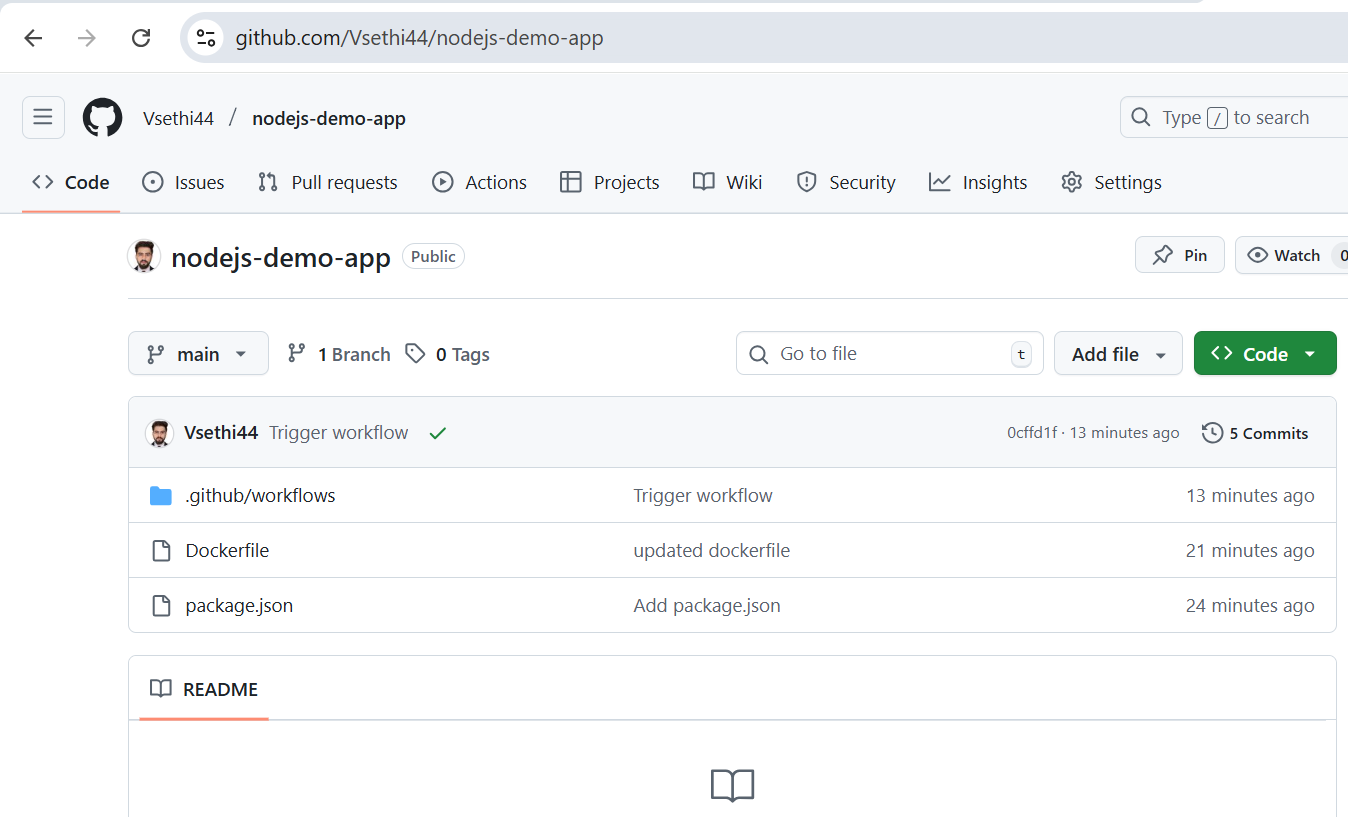 github.com/Vsethi44/nodejs-demo-app
Vsethi44 / nodejs-demo-app
Type / to search
Code Issues Pull requests Actions Projects Wiki Security Insights Settings
nodejs-demo-app Public
Pin Watch 0
main 1 Branch 0 Tags Go to file t Add file Code
Vsethi44 Trigger workflow 0cffd1f · 13 minutes ago 5 Commits
.github/workflows Trigger workflow 13 minutes ago
Dockerfile updated dockerfile 21 minutes ago
package.json Add package.json 24 minutes ago
README